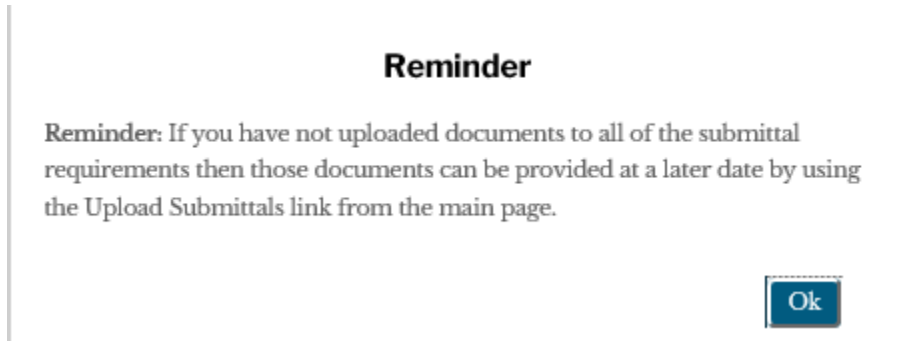 Reminder
Reminder: If you have not uploaded documents to all of the submittal
requirements then those documents can be provided at a later date by using
the Upload Submittals link from the main page.
Ok